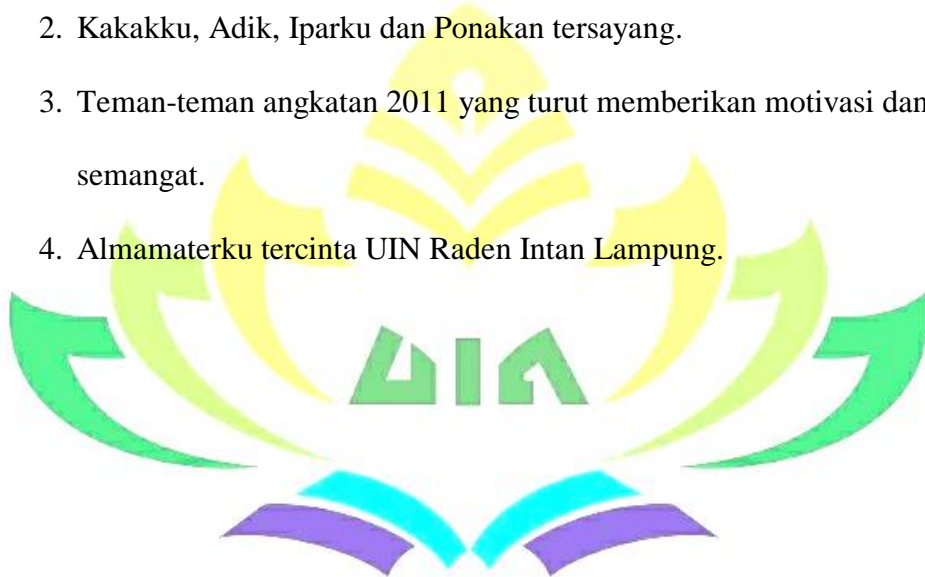 2. Kakakku, Adik, Iparku dan Ponakan tersayang.
3. Teman-teman angkatan 2011 yang turut memberikan motivasi dan
semangat.
4. Almamaterku tercinta UIN Raden Intan Lampung.
UIN